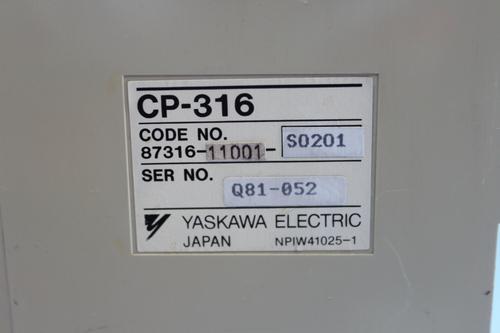 CP-316
CODE NO.
87316-11001-S0201
SER NO. Q81-052
YASKAWA ELECTRIC
JAPAN NPIW41025-1